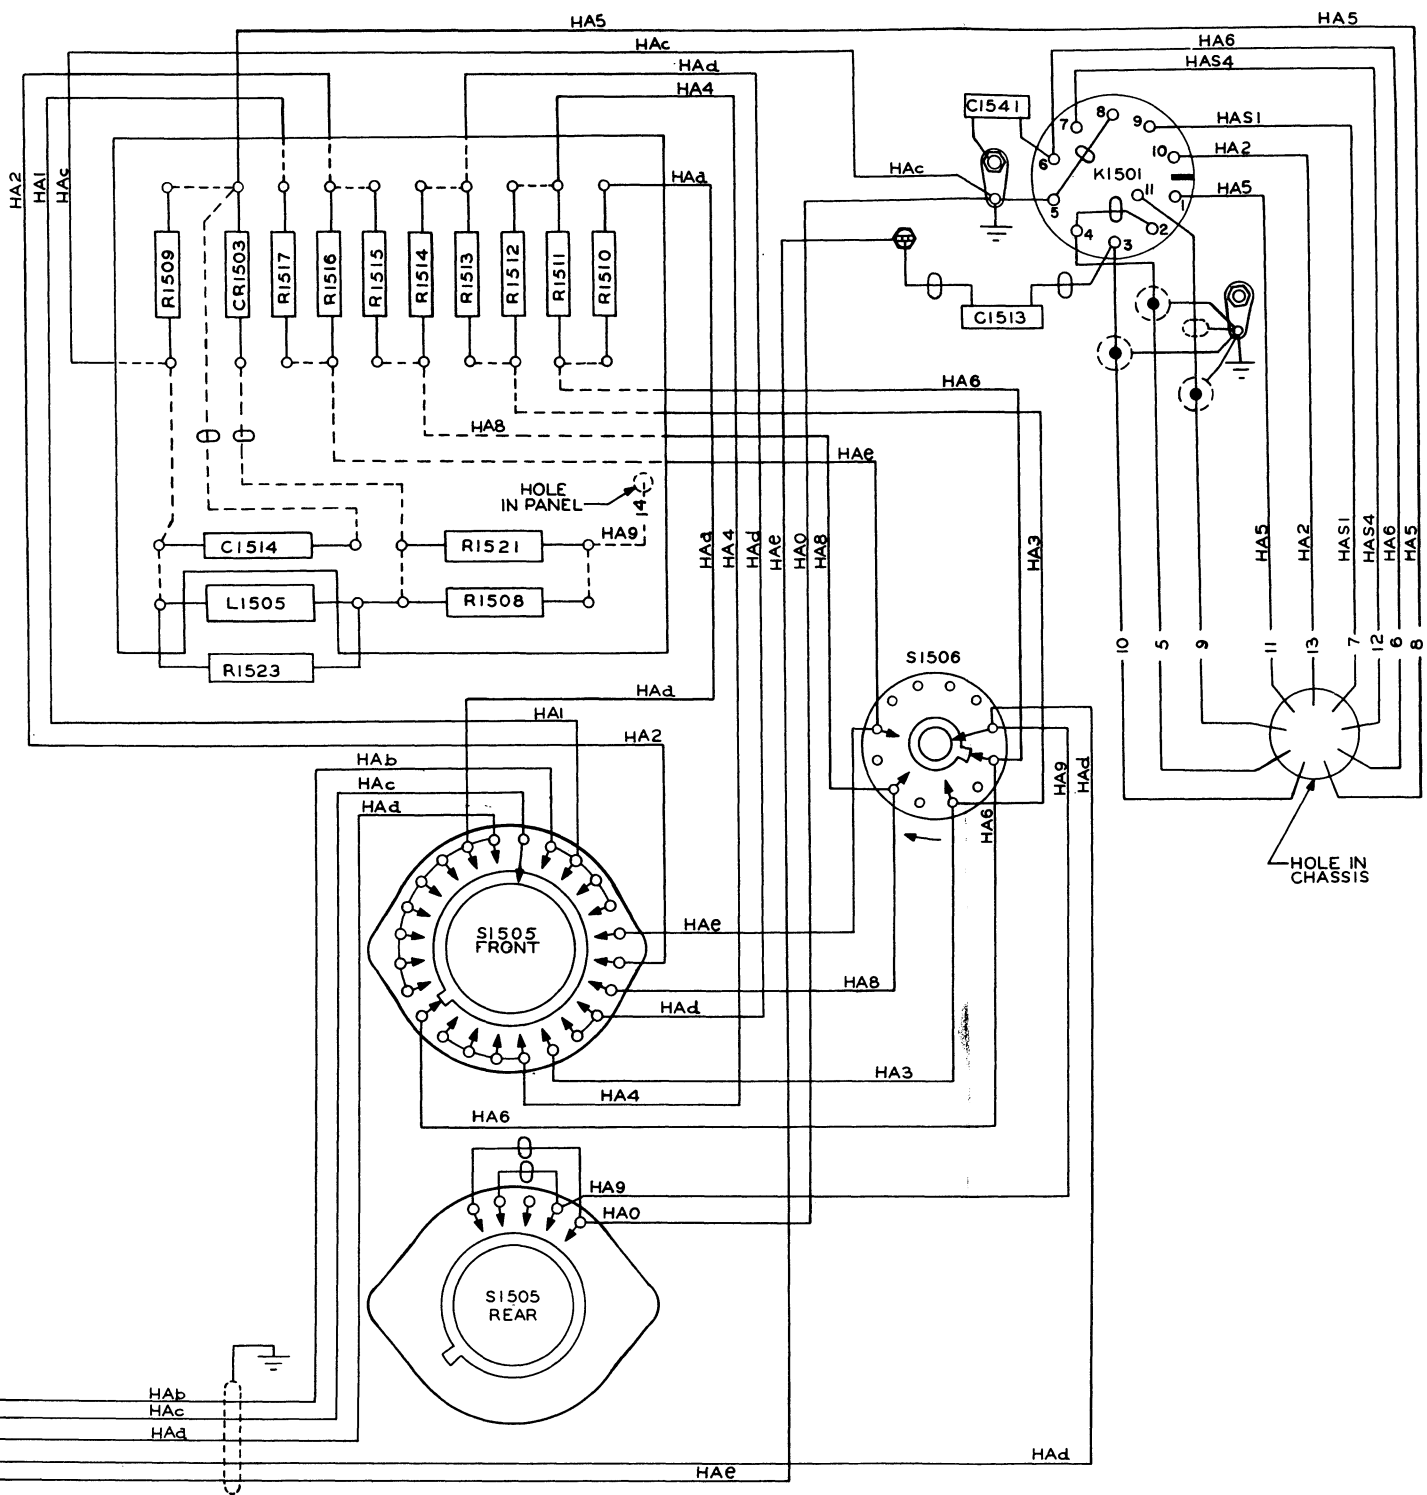 HA5
HA5
HAc
HA6
HAd
HAS4
HA4
C1541
8
7
9
HAS1
6
10
HA2
HAc
K1501
HAd
HA2
HA1
HAc
11
HA5
5
1
4
2
3
R1509
CR1503
R1517
R1516
R1515
R1514
R1513
R1512
R1511
R1510
C1513
HA6
HA8
HAe
HOLE
IN PANEL
14
HA9
C1514
R1521
HAd
HA4
HAd
HAe
HA0
HA8
HA3
HA5
HA2
HAS1
HAS4
HA6
HA5
L1505
R1508
R1523
10
5
9
11
13
7
12
6
8
S1506
HAd
HA1
HA2
HAb
HAc
HAd
HA9
HAd
HA6
HOLE IN
CHASSIS
S1505
FRONT
HAe
HA8
HAd
HA3
HA4
HA6
HA9
HA0
S1505
REAR
HAb
HAc
HAd
HAd
HAe